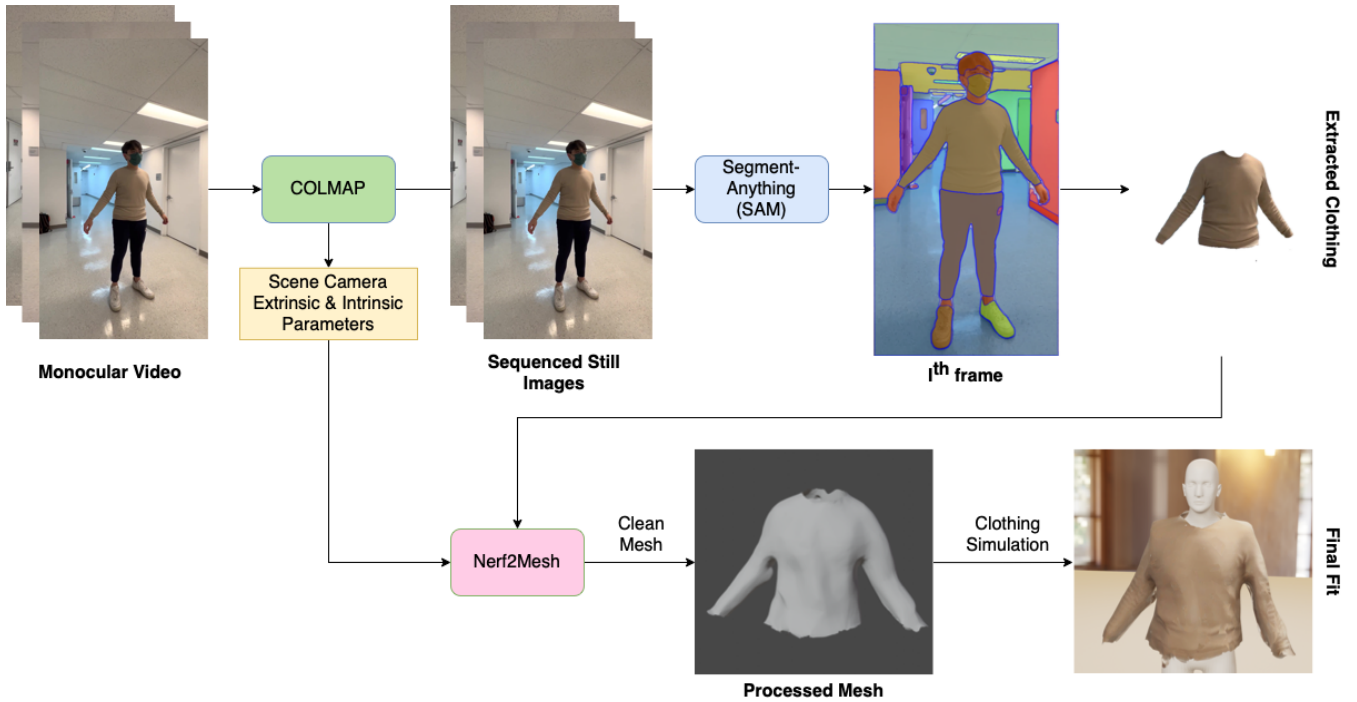 COLMAP
Scene Camera
Extrinsic & Intrinsic
Parameters
Monocular Video
Sequenced Still
Images
Segment-
Anything
(SAM)
I^th frame
Extracted Clothing
Nerf2Mesh
Clean
Mesh
Processed Mesh
Clothing
Simulation
Final Fit